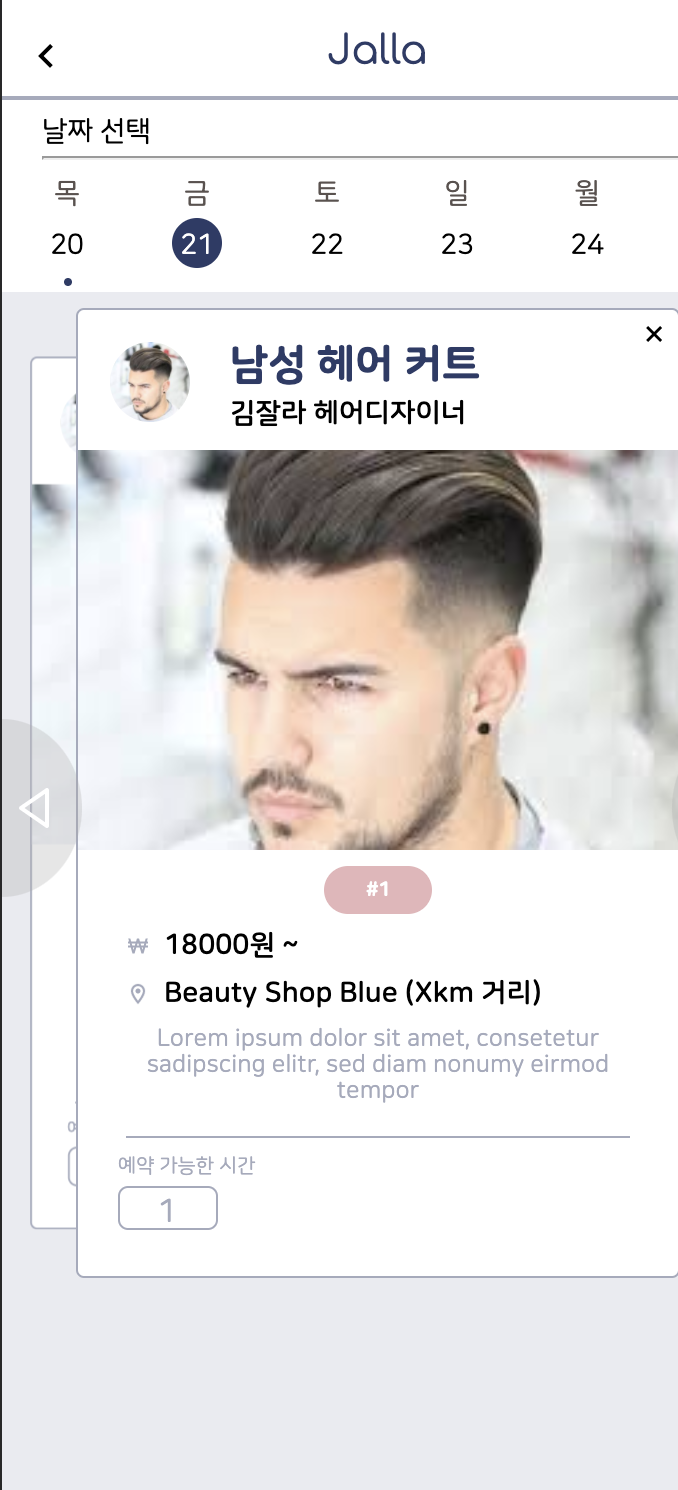 Jalla
날짜 선택
목 금 토 일 월
20 21 22 23 24
남성 헤어 커트
김잘라 헤어디자이너
#1
₩ 18000원 ~
Beauty Shop Blue (Xkm 거리)
Lorem ipsum dolor sit amet, consetetur
sadipscing elitr, sed diam nonumy eirmod
tempor
예약 가능한 시간
1